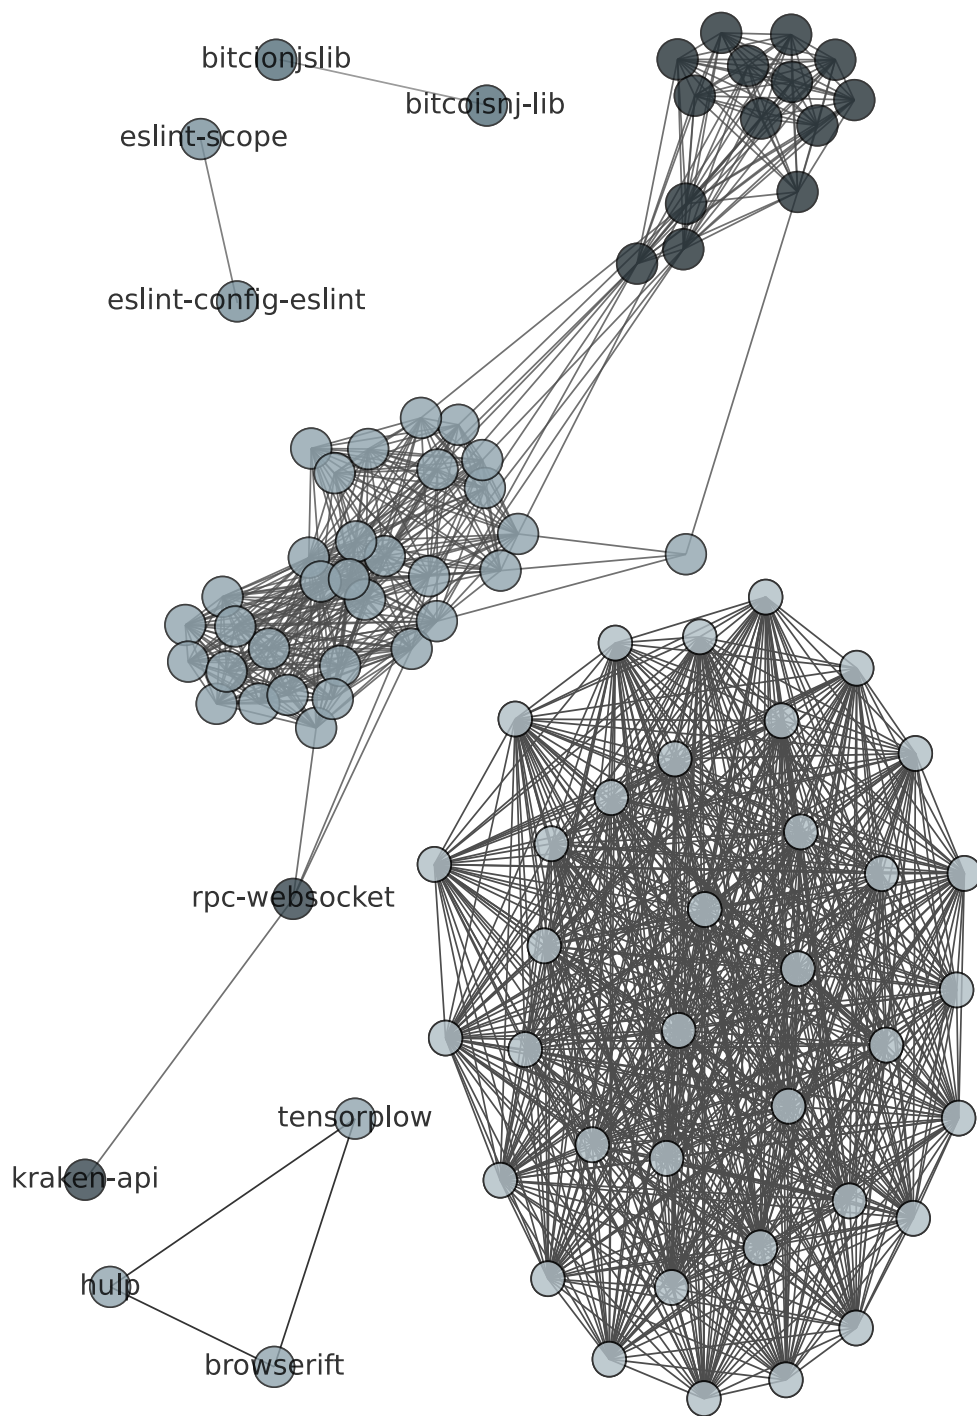 bitcionjslib
bitcoisnj-lib
eslint-scope
eslint-config-eslint
rpc-websocket
tensorplow
kraken-api
hulp
browserift